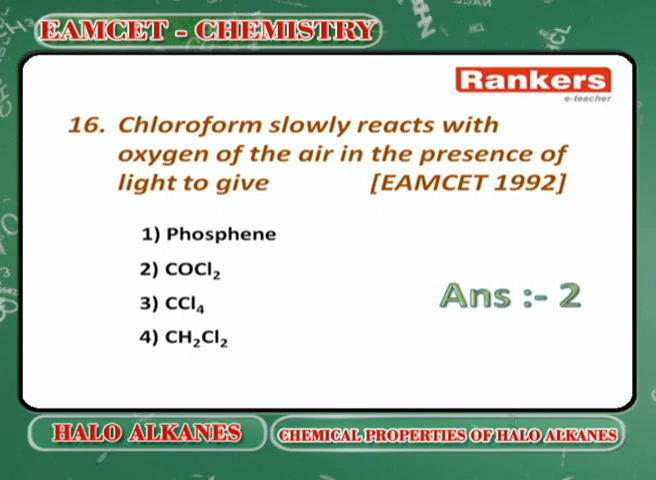 EAMCET - CHEMISTRY
Rankers
e-teacher
16. Chloroform slowly reacts with
oxygen of the air in the presence of
light to give [EAMCET 1992]
1) Phosphene
2) COCl₂
3) CCl₄
4) CH₂Cl₂
Ans :- 2
HALO ALKANES
CHEMICAL PROPERTIES OF HALO ALKANES